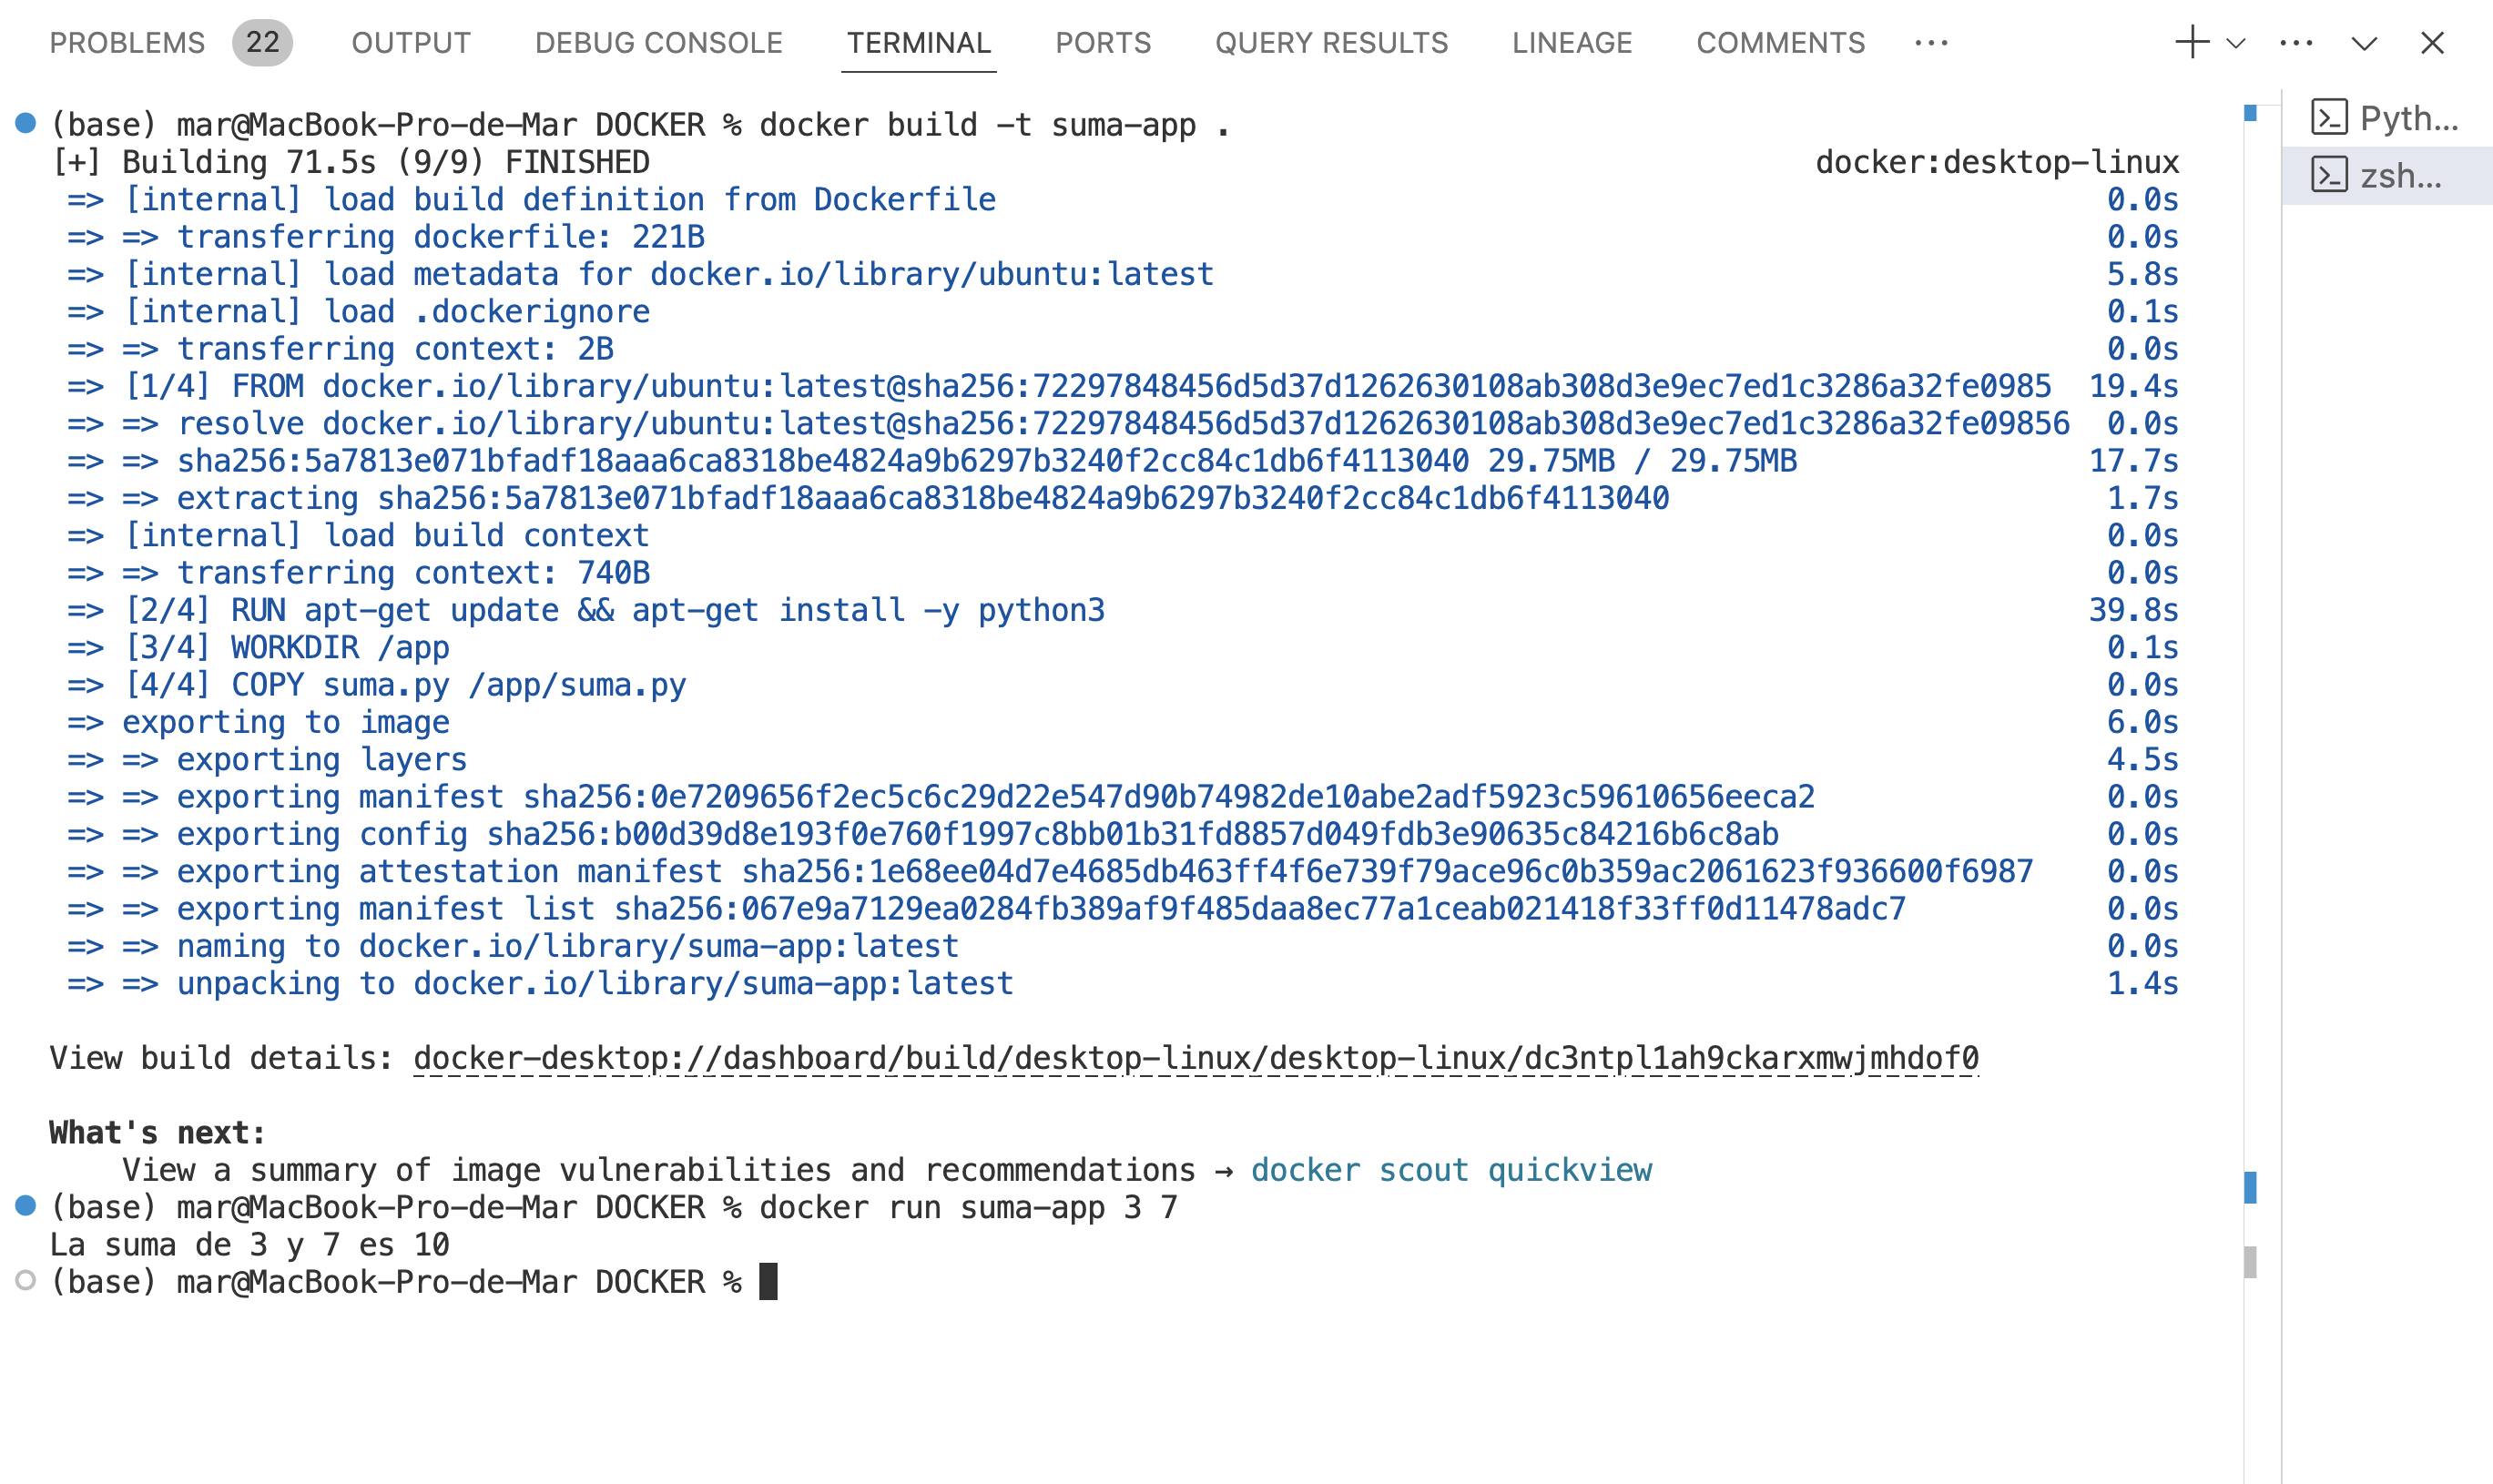 PROBLEMS 22 OUTPUT DEBUG CONSOLE TERMINAL PORTS QUERY RESULTS LINEAGE COMMENTS ...
Pyth...
zsh...
(base) mar@MacBook-Pro-de-Mar DOCKER % docker build -t suma-app .
[+] Building 71.5s (9/9) FINISHED docker:desktop-linux
=> [internal] load build definition from Dockerfile 0.0s
=> => transferring dockerfile: 221B 0.0s
=> [internal] load metadata for docker.io/library/ubuntu:latest 5.8s
=> [internal] load .dockerignore 0.1s
=> => transferring context: 2B 0.0s
=> [1/4] FROM docker.io/library/ubuntu:latest@sha256:72297848456d5d37d1262630108ab308d3e9ec7ed1c3286a32fe0985 19.4s
=> => resolve docker.io/library/ubuntu:latest@sha256:72297848456d5d37d1262630108ab308d3e9ec7ed1c3286a32fe09856 0.0s
=> => sha256:5a7813e071bfadf18aaa6ca8318be4824a9b6297b3240f2cc84c1db6f4113040 29.75MB / 29.75MB 17.7s
=> => extracting sha256:5a7813e071bfadf18aaa6ca8318be4824a9b6297b3240f2cc84c1db6f4113040 1.7s
=> [internal] load build context 0.0s
=> => transferring context: 740B 0.0s
=> [2/4] RUN apt-get update && apt-get install -y python3 39.8s
=> [3/4] WORKDIR /app 0.1s
=> [4/4] COPY suma.py /app/suma.py 0.0s
=> exporting to image 6.0s
=> => exporting layers 4.5s
=> => exporting manifest sha256:0e7209656f2ec5c6c29d22e547d90b74982de10abe2adf5923c59610656eeca2 0.0s
=> => exporting config sha256:b00d39d8e193f0e760f1997c8bb01b31fd8857d049fdb3e90635c84216b6c8ab 0.0s
=> => exporting attestation manifest sha256:1e68ee04d7e4685db463ff4f6e739f79ace96c0b359ac2061623f936600f6987 0.0s
=> => exporting manifest list sha256:067e9a7129ea0284fb389af9f485daa8ec77a1ceab021418f33ff0d11478adc7 0.0s
=> => naming to docker.io/library/suma-app:latest 0.0s
=> => unpacking to docker.io/library/suma-app:latest 1.4s
View build details: docker-desktop://dashboard/build/desktop-linux/desktop-linux/dc3ntpl1ah9ckarxmwjmhdof0
What's next:
View a summary of image vulnerabilities and recommendations → docker scout quickview
(base) mar@MacBook-Pro-de-Mar DOCKER % docker run suma-app 3 7
La suma de 3 y 7 es 10
(base) mar@MacBook-Pro-de-Mar DOCKER %